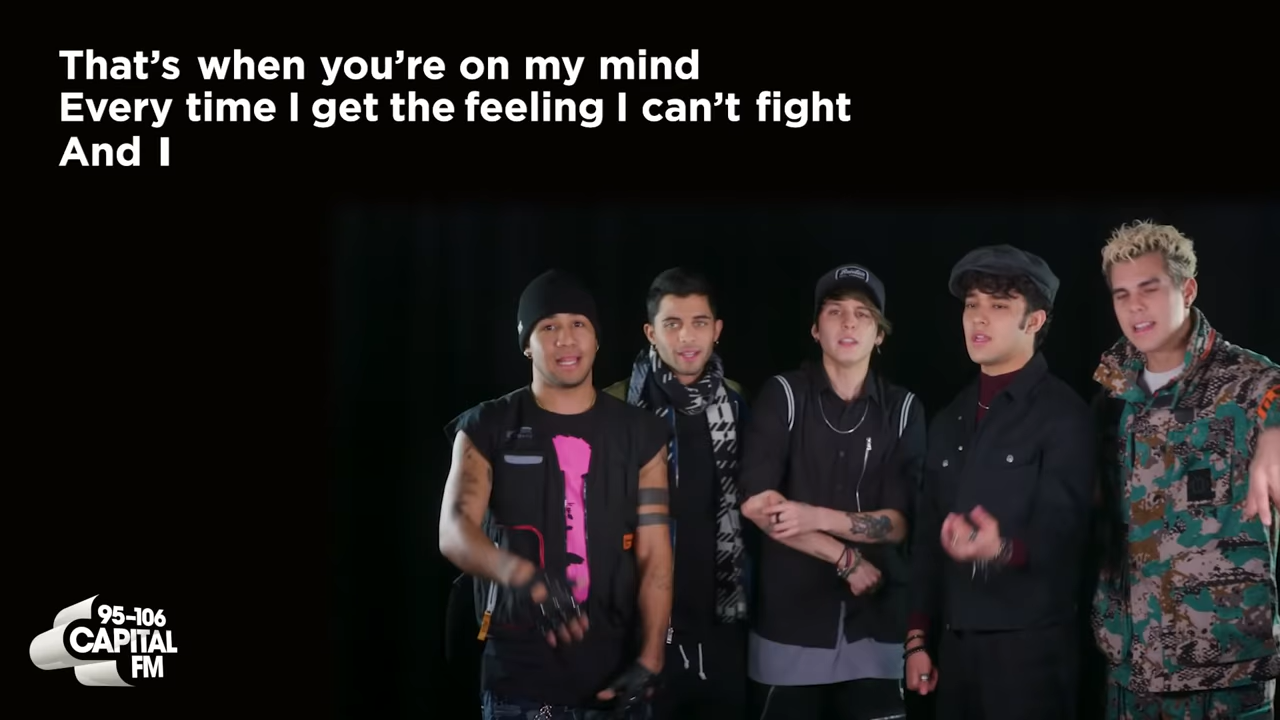 That's when you're on my mind
Every time I get the feeling I can't fight
And I
95–106
CAPITAL
FM